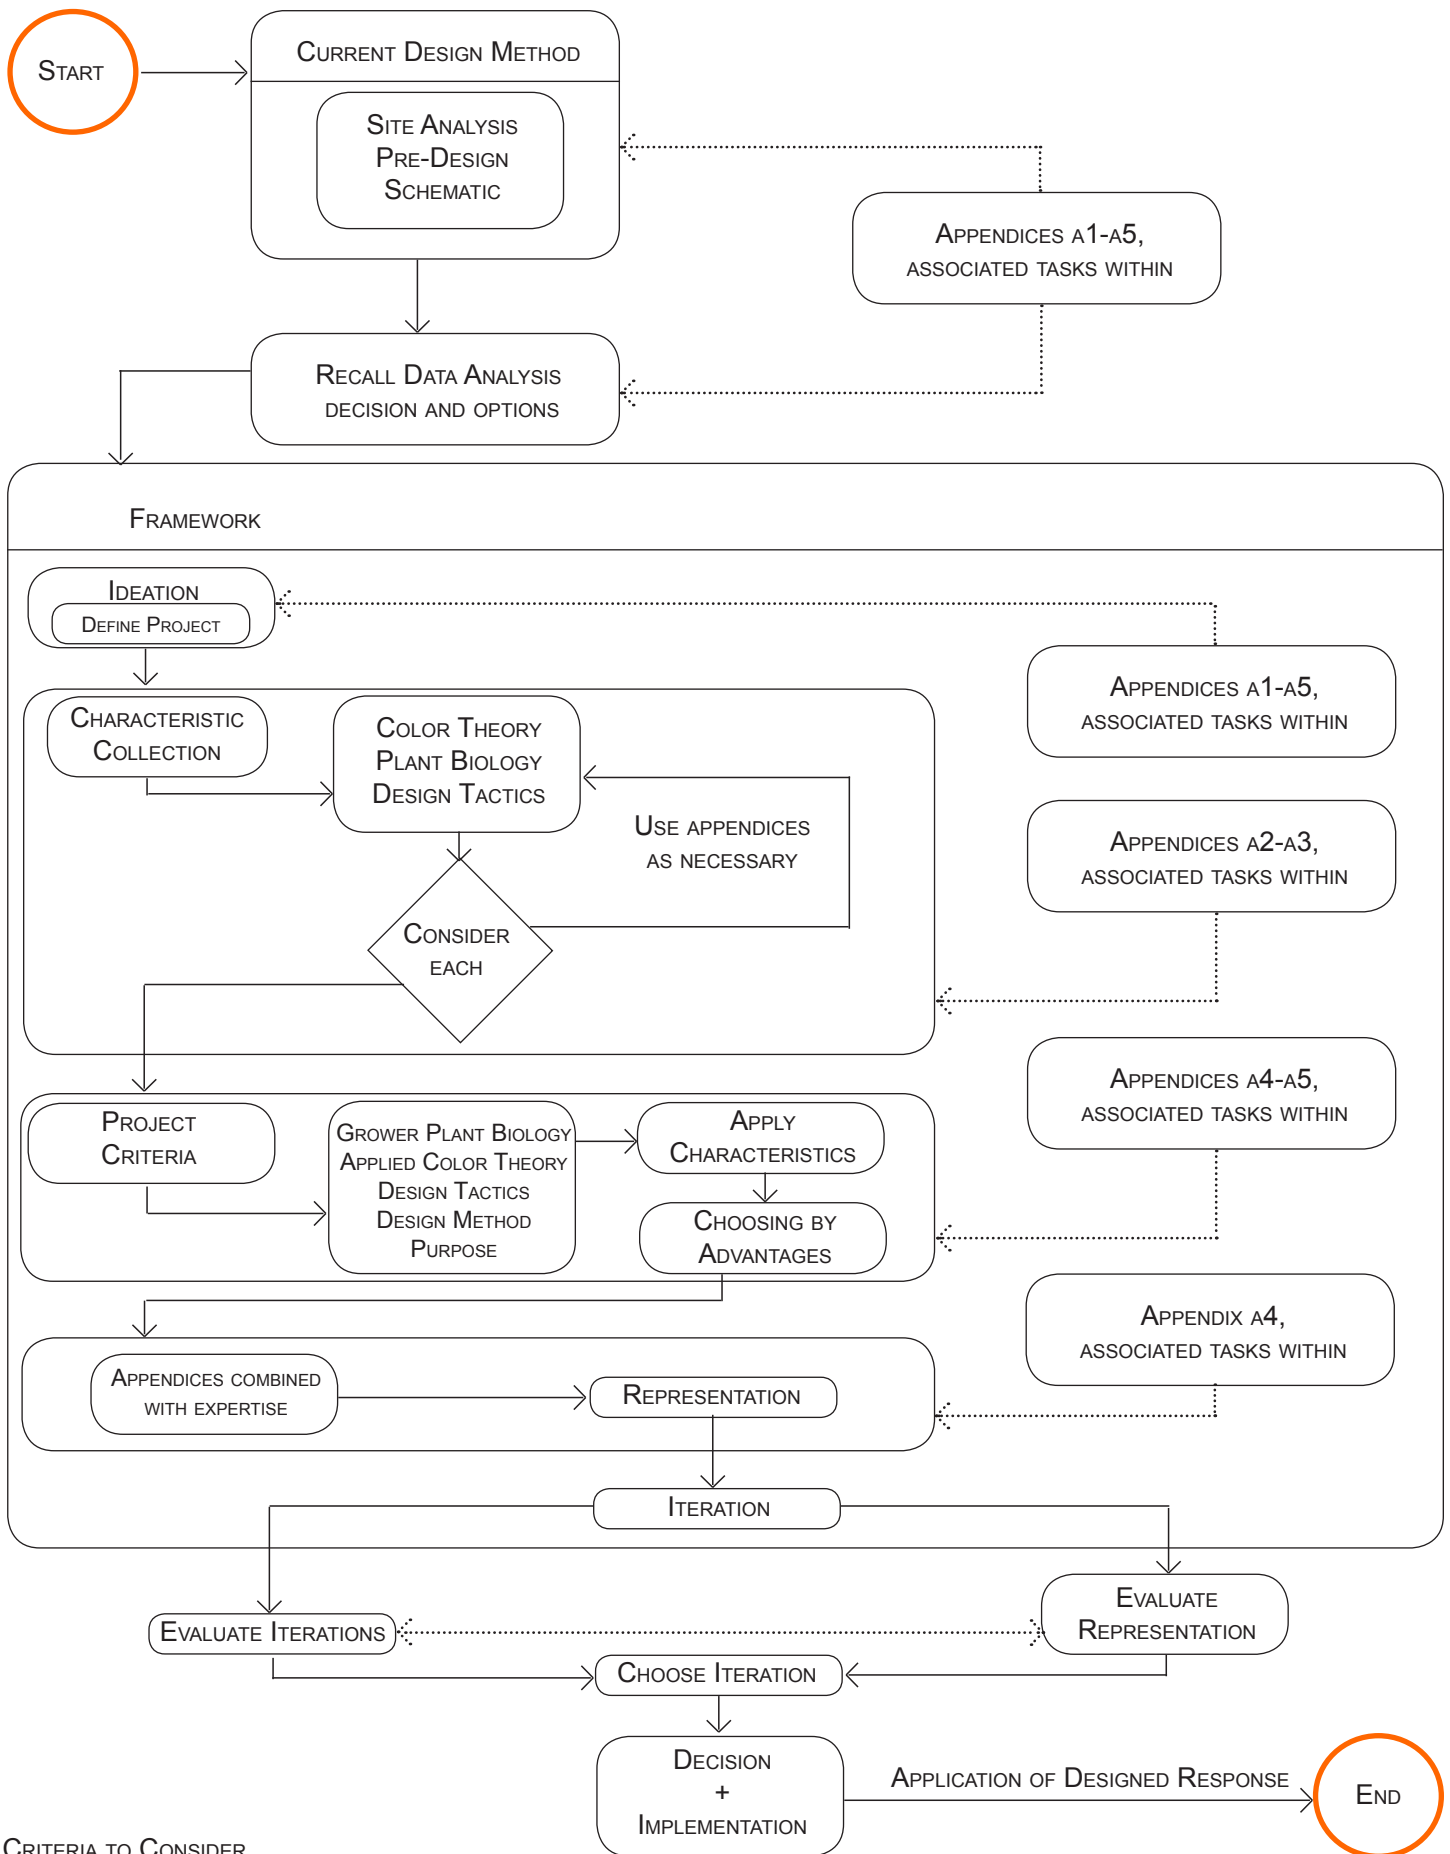 Start
Current Design Method
Site Analysis
Pre-Design
Schematic
Appendices a1-a5,
associated tasks within
Recall Data Analysis
decision and options
Framework
Ideation
Define Project
Appendices a1-a5,
associated tasks within
Characteristic
Collection
Color Theory
Plant Biology
Design Tactics
Use appendices
as necessary
Appendices a2-a3,
associated tasks within
Consider
each
Appendices a4-a5,
associated tasks within
Project
Criteria
Grower Plant Biology
Applied Color Theory
Design Tactics
Design Method
Purpose
Apply
Characteristics
Choosing by
Advantages
Appendix a4,
associated tasks within
Appendices combined
with expertise
Representation
Iteration
Evaluate Iterations
Evaluate
Representation
Choose Iteration
Decision
+
Implementation
Application of Designed Response
End
Criteria to Consider